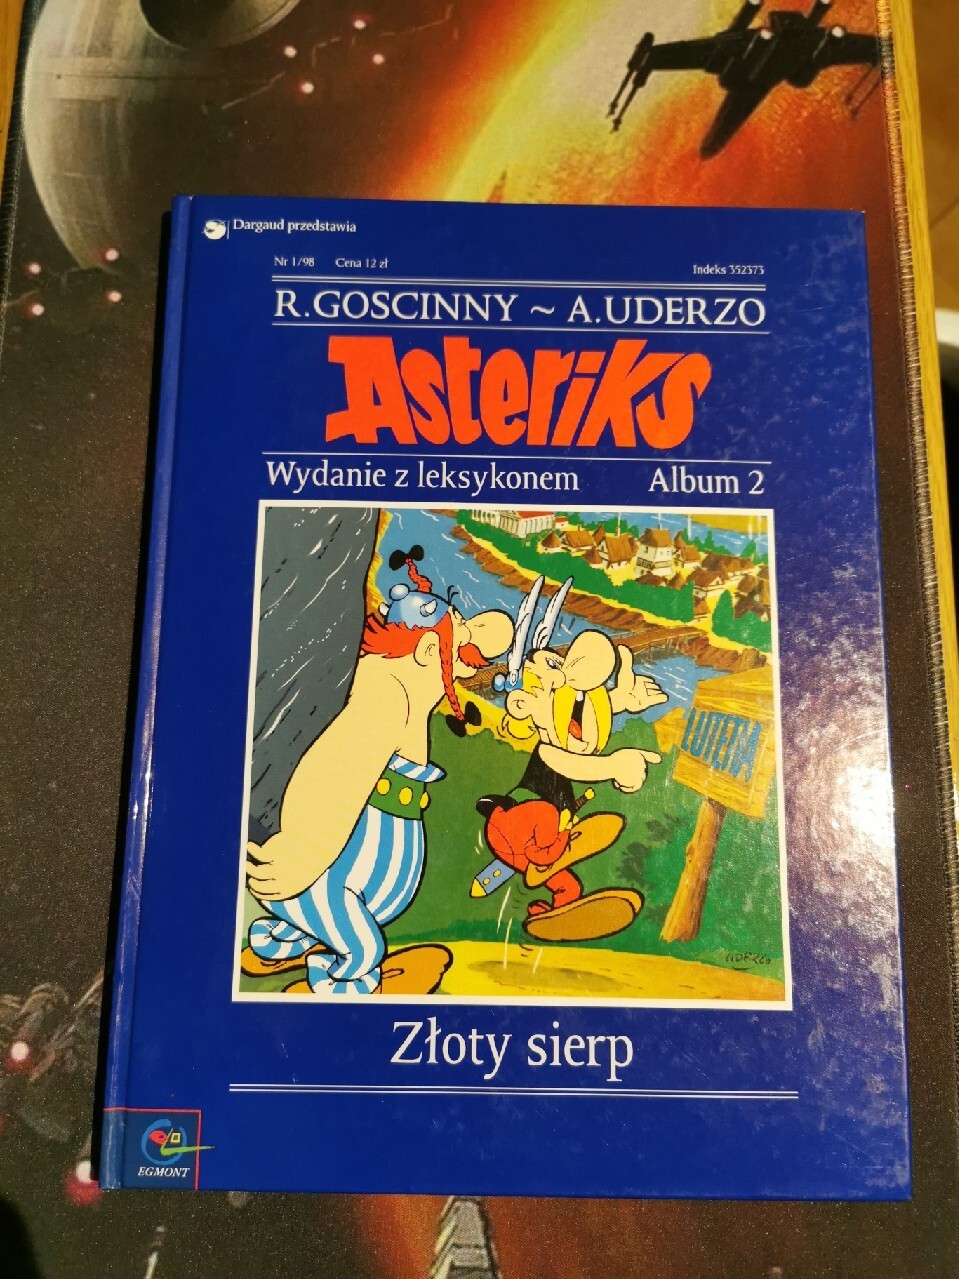 Dargaud przedstawia
Nr 1/98 Cena 12 zł Indeks 352373
R.GOSCINNY ~ A.UDERZO
Asteriks
Wydanie z leksykonem Album 2
LUTETIA
UDERZO
Złoty sierp
EGMONT